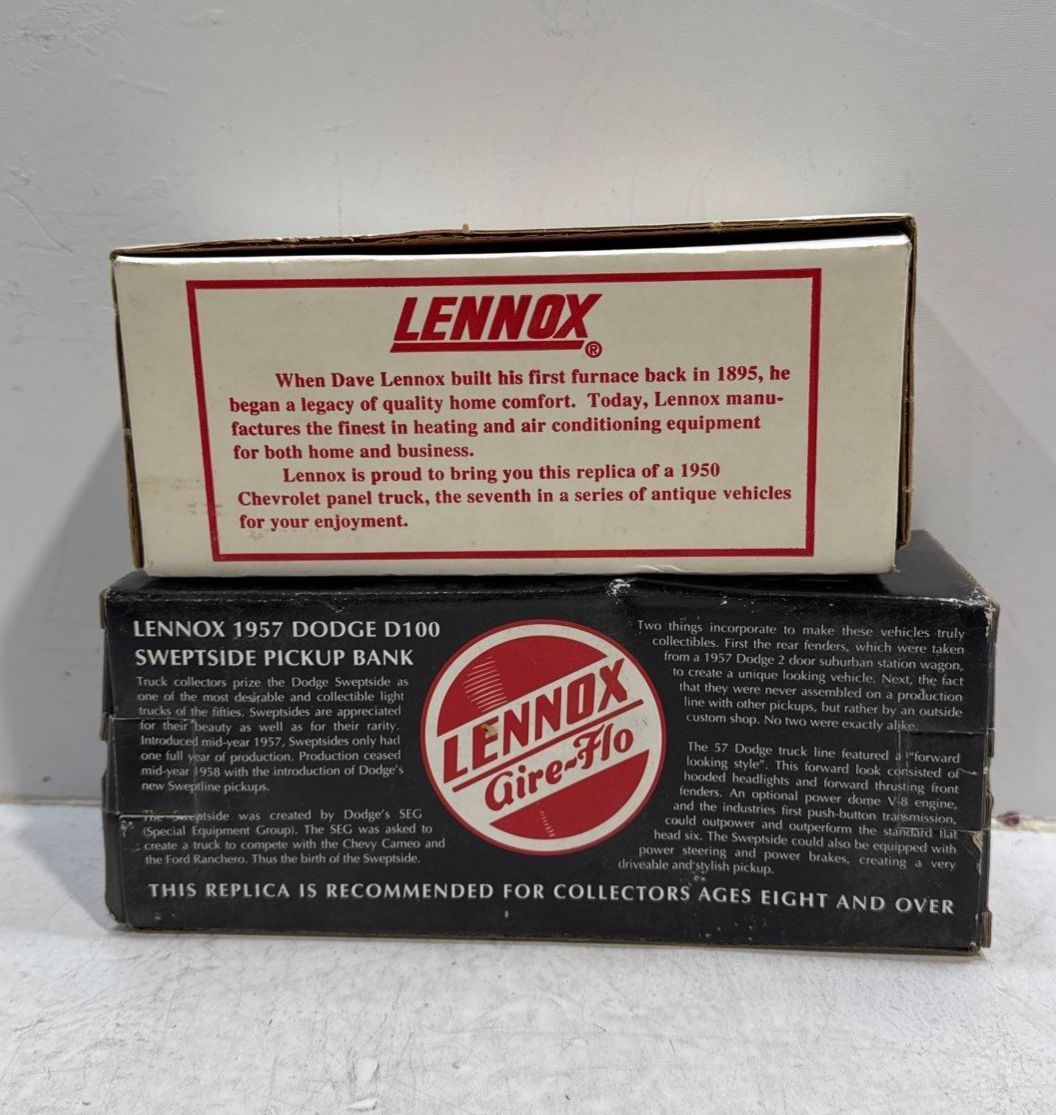 LENNOX
®
When Dave Lennox built his first furnace back in 1895, he
began a legacy of quality home comfort. Today, Lennox manu-
factures the finest in heating and air conditioning equipment
for both home and business.
Lennox is proud to bring you this replica of a 1950
Chevrolet panel truck, the seventh in a series of antique vehicles
for your enjoyment.
LENNOX 1957 DODGE D100
SWEPTSIDE PICKUP BANK
Truck collectors prize the Dodge Sweptside as
one of the most desirable and collectible light
trucks of the fifties. Sweptsides are appreciated
for their beauty as well as for their rarity.
Introduced mid-year 1957, Sweptsides only had
one full year of production. Production ceased
mid-year 1958 with the introduction of Dodge's
new Sweptline pickups.
The Sweptside was created by Dodge's SEG
(Special Equipment Group). The SEG was asked to
create a truck to compete with the Chevy Cameo and
the Ford Ranchero. Thus the birth of the Sweptside.
LENNOX
Aire-Flo
Two things incorporate to make these vehicles truly
collectibles. First the rear fenders, which were taken
from a 1957 Dodge 2 door suburban station wagon,
to create a unique looking vehicle. Next, the fact
that they were never assembled on a production
line with other pickups, but rather by an outside
custom shop. No two were exactly alike.
The 57 Dodge truck line featured a "forward
looking style". This forward look consisted of
hooded headlights and forward thrusting front
fenders. An optional power dome V-8 engine,
and the industries first push-button transmission,
could outpower and outperform the standard flat
head six. The Sweptside could also be equipped with
power steering and power brakes, creating a very
driveable and stylish pickup.
THIS REPLICA IS RECOMMENDED FOR COLLECTORS AGES EIGHT AND OVER